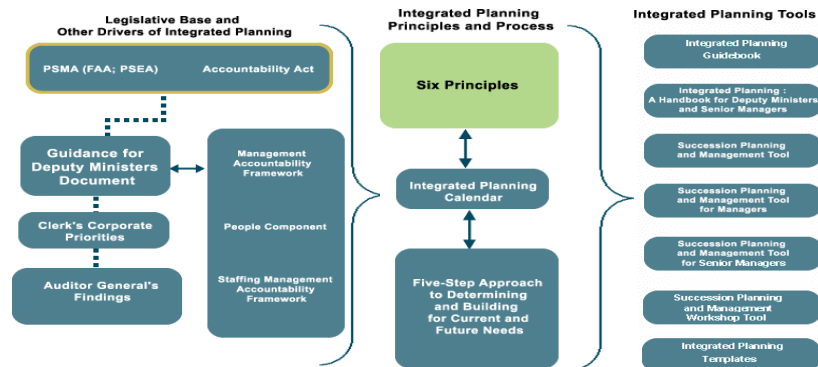 Legislative Base and
Other Drivers of Integrated Planning
PSMA (FAA; PSEA)
Accountability Act
Guidance for
Deputy Ministers
Document
Clerk's Corporate
Priorities
Auditor General's
Findings
Management
Accountability
Framework
People Component
Staffing Management
Accountability
Framework
Integrated Planning
Principles and Process
Six Principles
Integrated Planning
Calendar
Five-Step Approach
to Determining
and Building
for Current and
Future Needs
Integrated Planning Tools
Integrated Planning
Guidebook
Integrated Planning :
A Handbook for Deputy Ministers
and Senior Managers
Succession Planning
and Management Tool
Succession Planning
and Management Tool
for Managers
Succession Planning
and Management Tool
for Senior Managers
Succession Planning
and Management
Workshop Tool
Integrated Planning
Templates